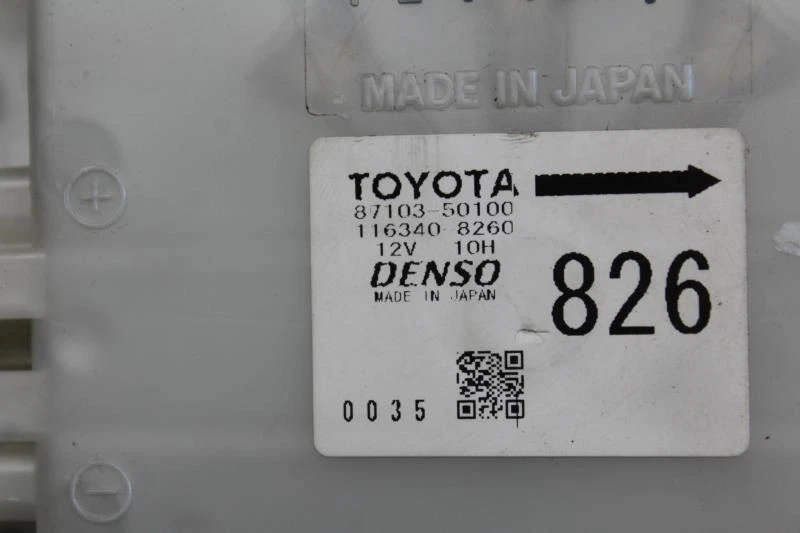 MADE IN JAPAN
TOYOTA
87103-50100
116340-8260
12V 10H
DENSO
MADE IN JAPAN
826
0035
+
-